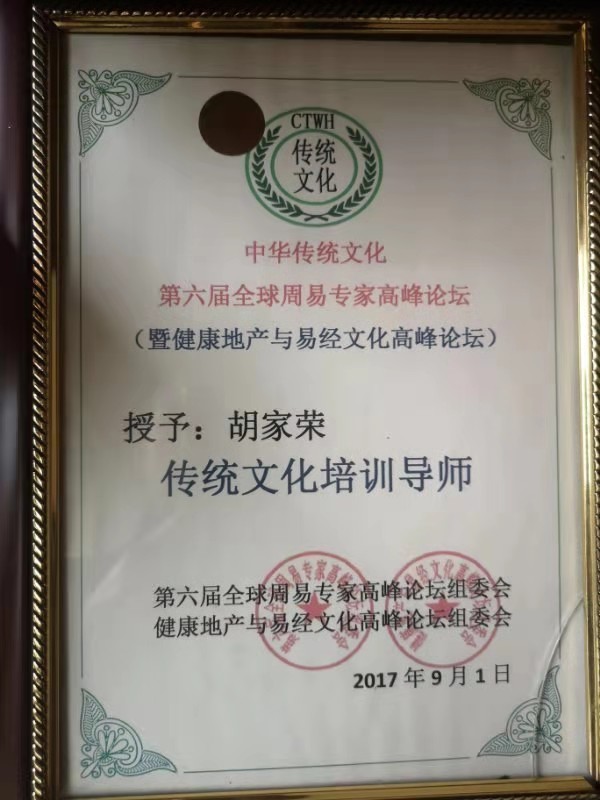 CTWH
传统
文化
中华传统文化
第六届全球周易专家高峰论坛
（暨健康地产与易经文化高峰论坛）
授予：胡家荣
传统文化培训导师
第六届全球周易专家高峰论坛组委会
健康地产与易经文化高峰论坛组委会
2017年9月1日